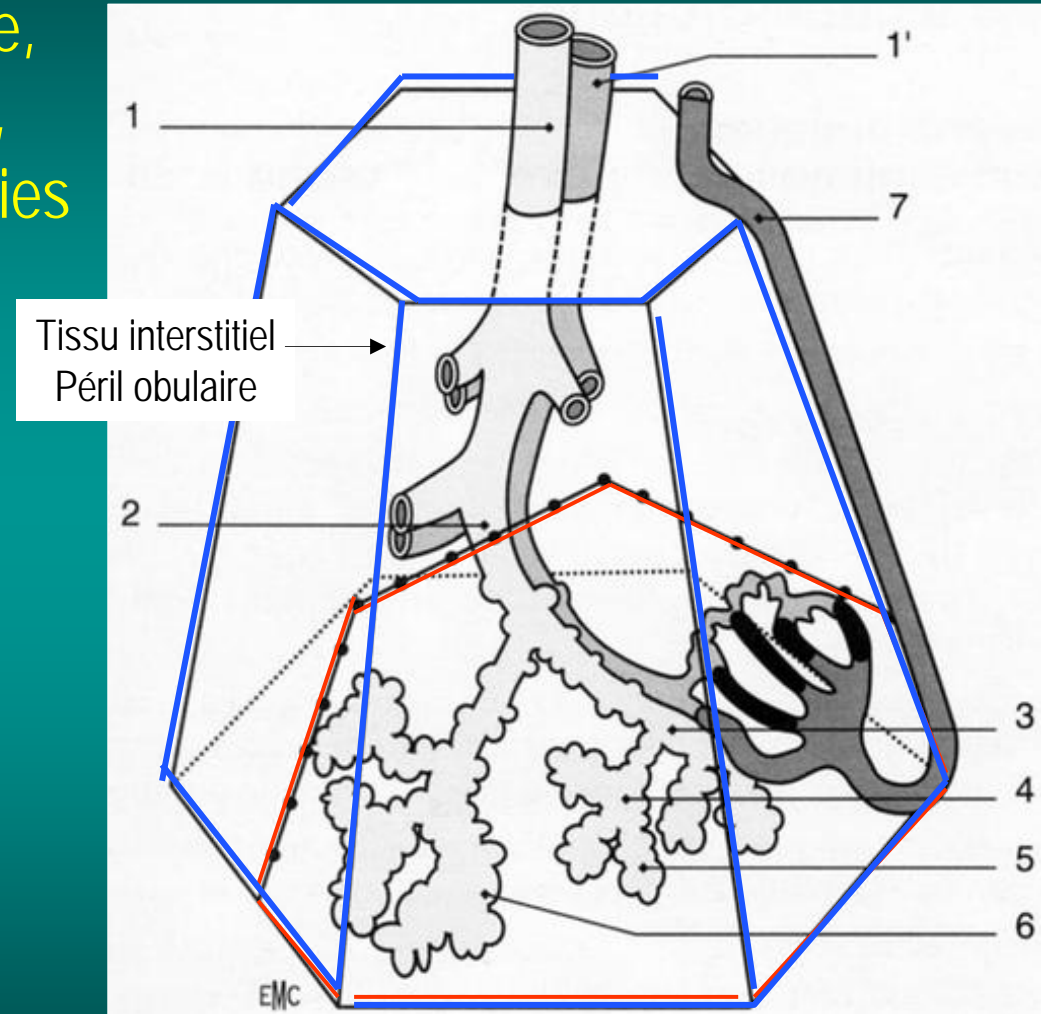 e,
,
ies
1
1'
7
Tissu interstitiel
Péril obulaire
2
3
4
5
6
EMC